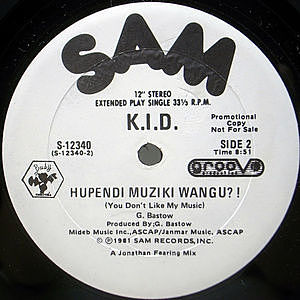 SAM
12" STEREO
EXTENDED PLAY SINGLE 33⅓ R.P.M.
K.I.D.
Promotional Copy
Not For Sale
S-12340
(S-12340-2)
SIDE 2
Time 8:51
Baby
groov
HUPENDI MUZIKI WANGU?!
(You Don't Like My Music)
G. Bastow
Produced by; G. Bastow
Mideb Music Inc., ASCAP/Janmar Music, ASCAP
© ℗ 1981 SAM RECORDS, INC.
A Jonathan Fearing Mix